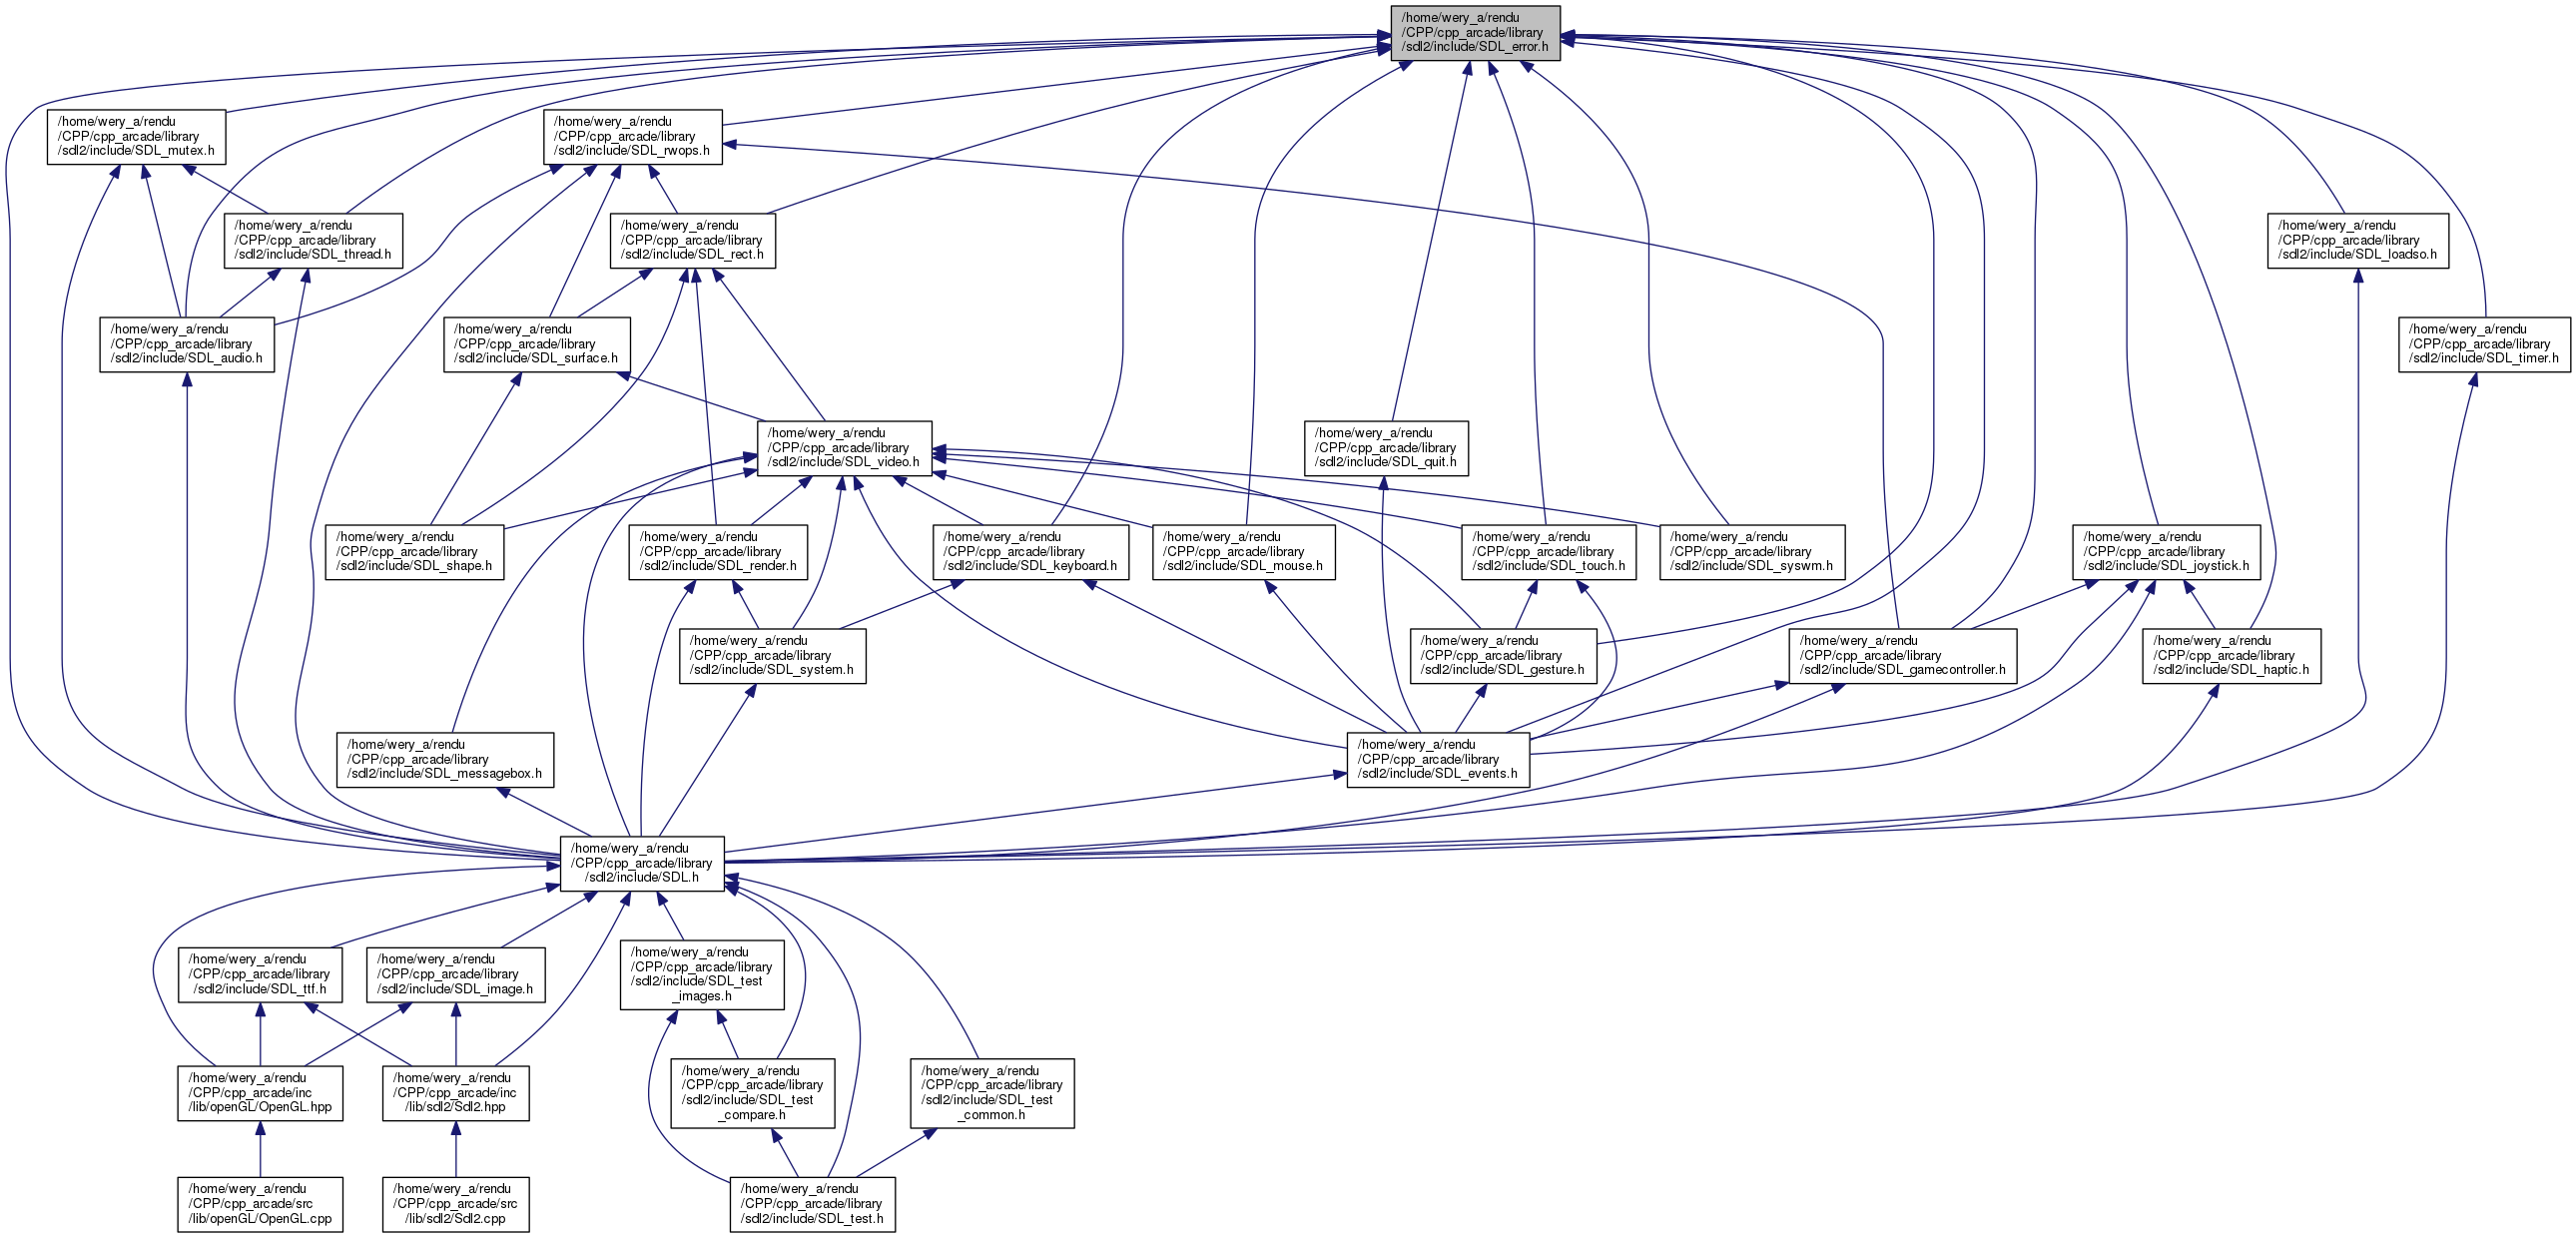 /home/wery_a/rendu
/CPP/cpp_arcade/library
/sdl2/include/SDL_error.h
/home/wery_a/rendu
/CPP/cpp_arcade/library
/sdl2/include/SDL_mutex.h
/home/wery_a/rendu
/CPP/cpp_arcade/library
/sdl2/include/SDL_rwops.h
/home/wery_a/rendu
/CPP/cpp_arcade/library
/sdl2/include/SDL_thread.h
/home/wery_a/rendu
/CPP/cpp_arcade/library
/sdl2/include/SDL_rect.h
/home/wery_a/rendu
/CPP/cpp_arcade/library
/sdl2/include/SDL_loadso.h
/home/wery_a/rendu
/CPP/cpp_arcade/library
/sdl2/include/SDL_audio.h
/home/wery_a/rendu
/CPP/cpp_arcade/library
/sdl2/include/SDL_surface.h
/home/wery_a/rendu
/CPP/cpp_arcade/library
/sdl2/include/SDL_timer.h
/home/wery_a/rendu
/CPP/cpp_arcade/library
/sdl2/include/SDL_video.h
/home/wery_a/rendu
/CPP/cpp_arcade/library
/sdl2/include/SDL_quit.h
/home/wery_a/rendu
/CPP/cpp_arcade/library
/sdl2/include/SDL_shape.h
/home/wery_a/rendu
/CPP/cpp_arcade/library
/sdl2/include/SDL_render.h
/home/wery_a/rendu
/CPP/cpp_arcade/library
/sdl2/include/SDL_keyboard.h
/home/wery_a/rendu
/CPP/cpp_arcade/library
/sdl2/include/SDL_mouse.h
/home/wery_a/rendu
/CPP/cpp_arcade/library
/sdl2/include/SDL_touch.h
/home/wery_a/rendu
/CPP/cpp_arcade/library
/sdl2/include/SDL_syswm.h
/home/wery_a/rendu
/CPP/cpp_arcade/library
/sdl2/include/SDL_joystick.h
/home/wery_a/rendu
/CPP/cpp_arcade/library
/sdl2/include/SDL_system.h
/home/wery_a/rendu
/CPP/cpp_arcade/library
/sdl2/include/SDL_gesture.h
/home/wery_a/rendu
/CPP/cpp_arcade/library
/sdl2/include/SDL_gamecontroller.h
/home/wery_a/rendu
/CPP/cpp_arcade/library
/sdl2/include/SDL_haptic.h
/home/wery_a/rendu
/CPP/cpp_arcade/library
/sdl2/include/SDL_messagebox.h
/home/wery_a/rendu
/CPP/cpp_arcade/library
/sdl2/include/SDL_events.h
/home/wery_a/rendu
/CPP/cpp_arcade/library
/sdl2/include/SDL.h
/home/wery_a/rendu
/CPP/cpp_arcade/library
/sdl2/include/SDL_ttf.h
/home/wery_a/rendu
/CPP/cpp_arcade/library
/sdl2/include/SDL_image.h
/home/wery_a/rendu
/CPP/cpp_arcade/library
/sdl2/include/SDL_test
_images.h
/home/wery_a/rendu
/CPP/cpp_arcade/inc
/lib/openGL/OpenGL.hpp
/home/wery_a/rendu
/CPP/cpp_arcade/inc
/lib/sdl2/Sdl2.hpp
/home/wery_a/rendu
/CPP/cpp_arcade/library
/sdl2/include/SDL_test
_compare.h
/home/wery_a/rendu
/CPP/cpp_arcade/library
/sdl2/include/SDL_test
_common.h
/home/wery_a/rendu
/CPP/cpp_arcade/src
/lib/openGL/OpenGL.cpp
/home/wery_a/rendu
/CPP/cpp_arcade/src
/lib/sdl2/Sdl2.cpp
/home/wery_a/rendu
/CPP/cpp_arcade/library
/sdl2/include/SDL_test.h